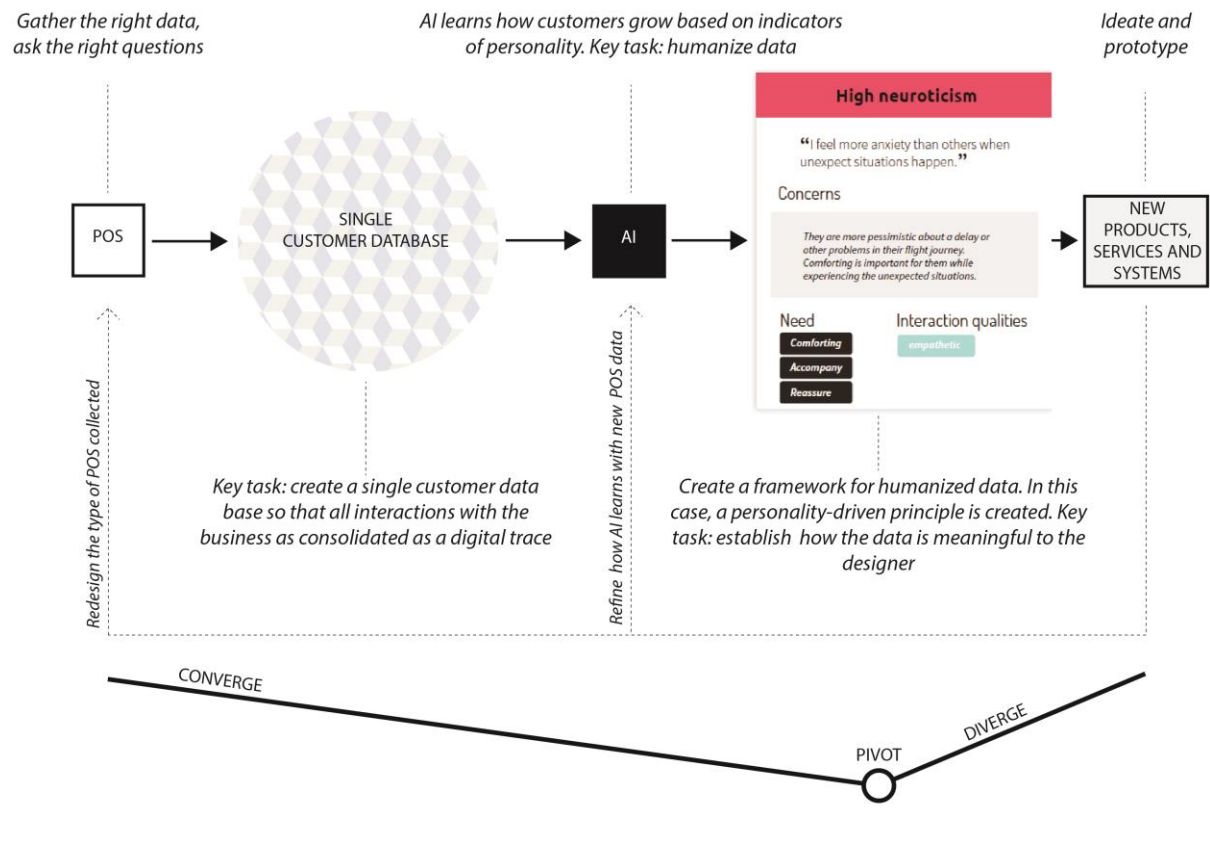 Gather the right data,
ask the right questions
AI learns how customers grow based on indicators
of personality. Key task: humanize data
Ideate and
prototype
POS
SINGLE
CUSTOMER DATABASE
AI
High neuroticism
“I feel more anxiety than others when
unexpect situations happen.”
Concerns
They are more pessimistic about a delay or
other problems in their flight journey.
Comforting is important for them while
experiencing the unexpected situations.
Need
Comforting
Accompany
Reassure
Interaction qualities
empathetic
NEW
PRODUCTS,
SERVICES AND
SYSTEMS
Redesign the type of POS collected
Key task: create a single customer data
base so that all interactions with the
business as consolidated as a digital trace
Refine how AI learns with new POS data
Create a framework for humanized data. In this
case, a personality-driven principle is created. Key
task: establish how the data is meaningful to the
designer
CONVERGE
PIVOT
DIVERGE